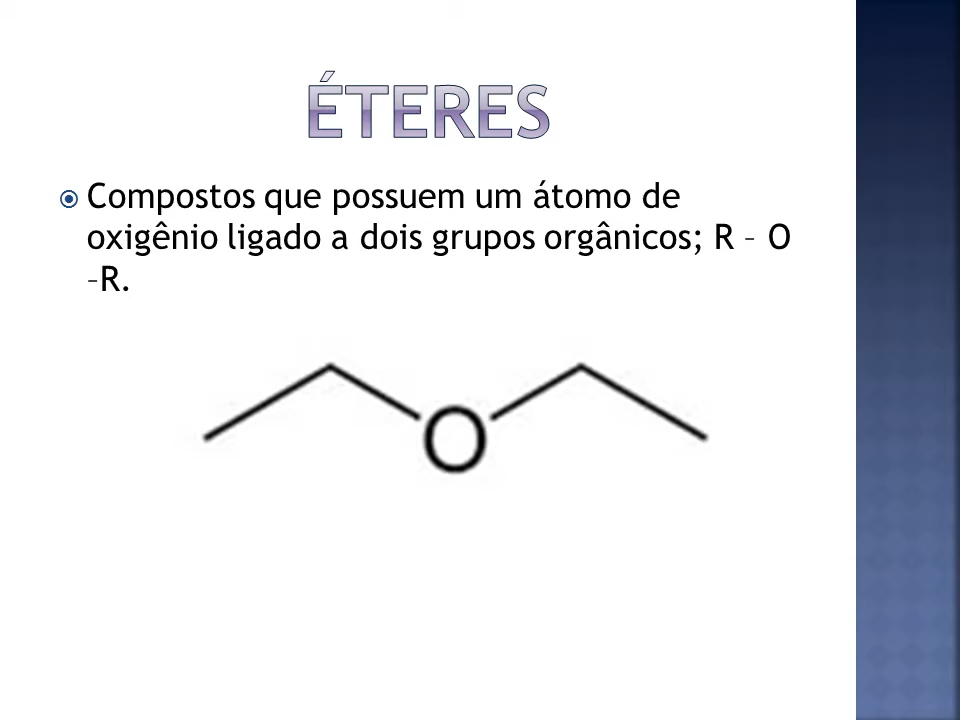 ÉTERES
Compostos que possuem um átomo de
oxigênio ligado a dois grupos orgânicos; R – O
–R.
O